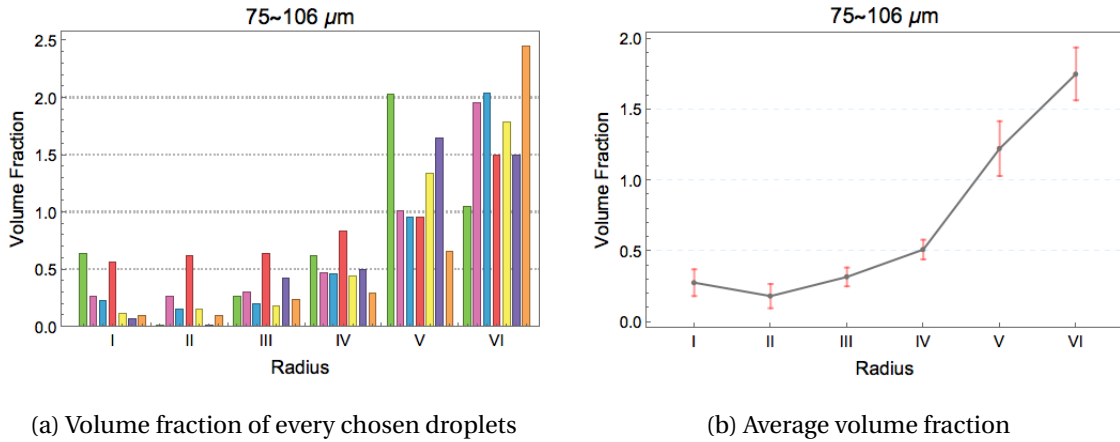 75~106 µm
Volume Fraction
2.5
2.0
1.5
1.0
0.5
0.0
I II III IV V VI
Radius
(a) Volume fraction of every chosen droplets
75~106 µm
Volume Fraction
2.0
1.5
1.0
0.5
0.0
I II III IV V VI
Radius
(b) Average volume fraction